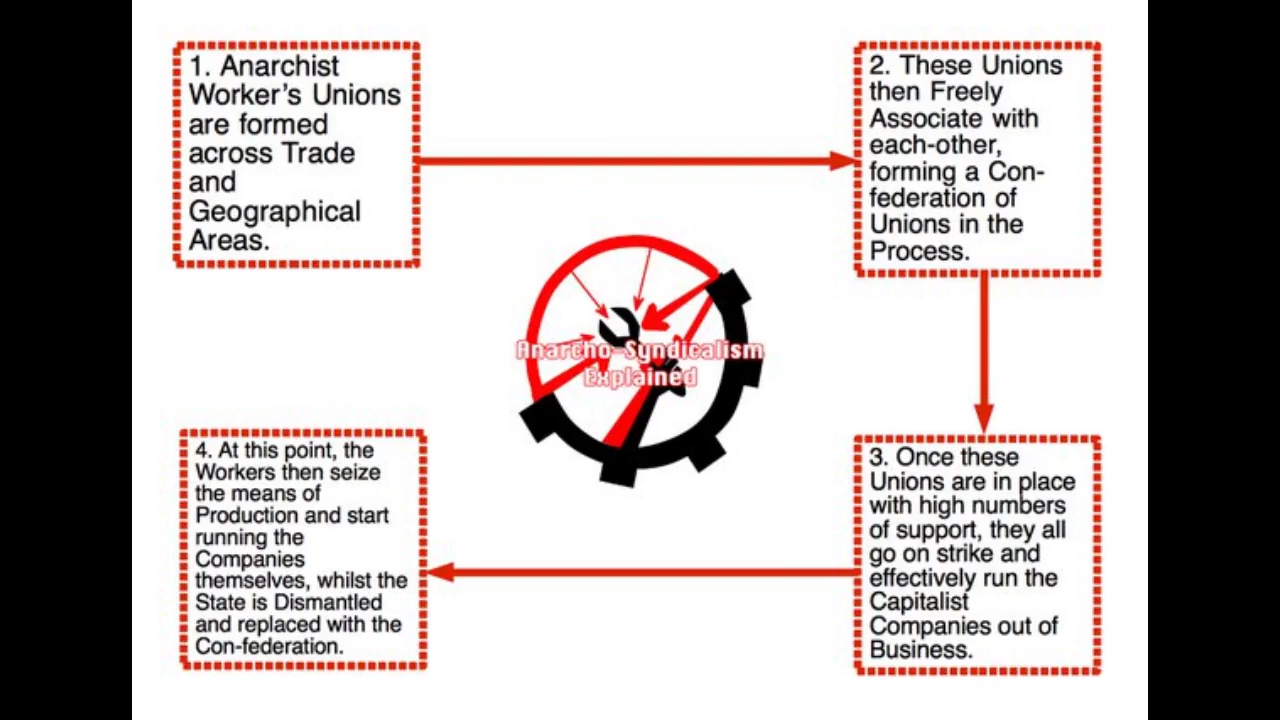 1. Anarchist
Worker's Unions
are formed
across Trade
and
Geographical
Areas.
2. These Unions
then Freely
Associate with
each-other,
forming a Con-
federation of
Unions in the
Process.
Anarcho-Syndicalism
Explained
3. Once these
Unions are in place
with high numbers
of support, they all
go on strike and
effectively run the
Capitalist
Companies out of
Business.
4. At this point, the
Workers then seize
the means of
Production and start
running the
Companies
themselves, whilst the
State is Dismantled
and replaced with the
Con-federation.